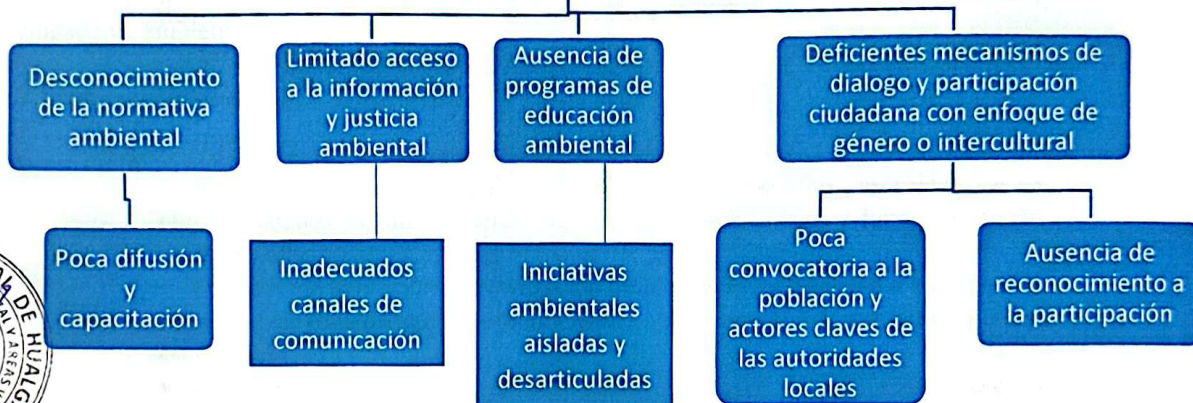 Desconocimiento
de la normativa
ambiental
Limitado acceso
a la información
y justicia
ambiental
Ausencia de
programas de
educación
ambiental
Deficientes mecanismos de
dialogo y participación
ciudadana con enfoque de
género o intercultural
Poca difusión
y
capacitación
Inadecuados
canales de
comunicación
Iniciativas
ambientales
aisladas y
desarticuladas
Poca
convocatoria a la
población y
actores claves de
las autoridades
locales
Ausencia de
reconocimiento a
la participación
DE HUALG